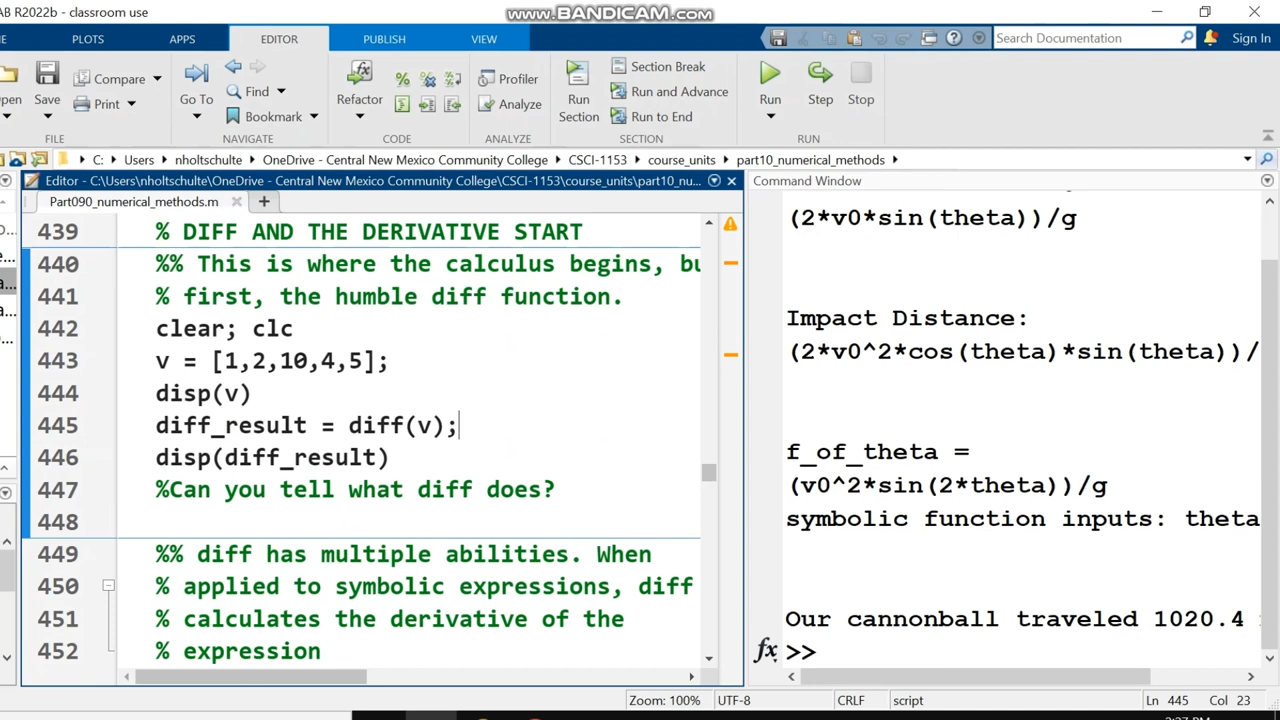 AB R2022b - classroom use
www.BANDICAM.com
PLOTS APPS EDITOR PUBLISH VIEW
Search Documentation
Sign In
Save
Compare
Print
Go To
Find
Bookmark
Refactor
Profiler
Analyze
Run Section
Section Break
Run and Advance
Run to End
Run Step Stop
FILE NAVIGATE CODE ANALYZE SECTION RUN
C: Users nholtschulte OneDrive - Central New Mexico Community College CSCI-1153 course_units part10_numerical_methods
Editor - C:\Users\nholtschulte\OneDrive - Central New Mexico Community College\CSCI-1153\course_units\part10_nu...
Part090_numerical_methods.m
439 % DIFF AND THE DERIVATIVE START
440 %% This is where the calculus begins, bu
441 % first, the humble diff function.
442 clear; clc
443 v = [1,2,10,4,5];
444 disp(v)
445 diff_result = diff(v);
446 disp(diff_result)
447 %Can you tell what diff does?
448
449 %% diff has multiple abilities. When
450 % applied to symbolic expressions, diff
451 % calculates the derivative of the
452 % expression
Command Window
(2*v0*sin(theta))/g
Impact Distance:
(2*v0^2*cos(theta)*sin(theta))/
f_of_theta =
(v0^2*sin(2*theta))/g
symbolic function inputs: theta
Our cannonball traveled 1020.4
fx >>
Zoom: 100% UTF-8 CRLF script Ln 445 Col 23